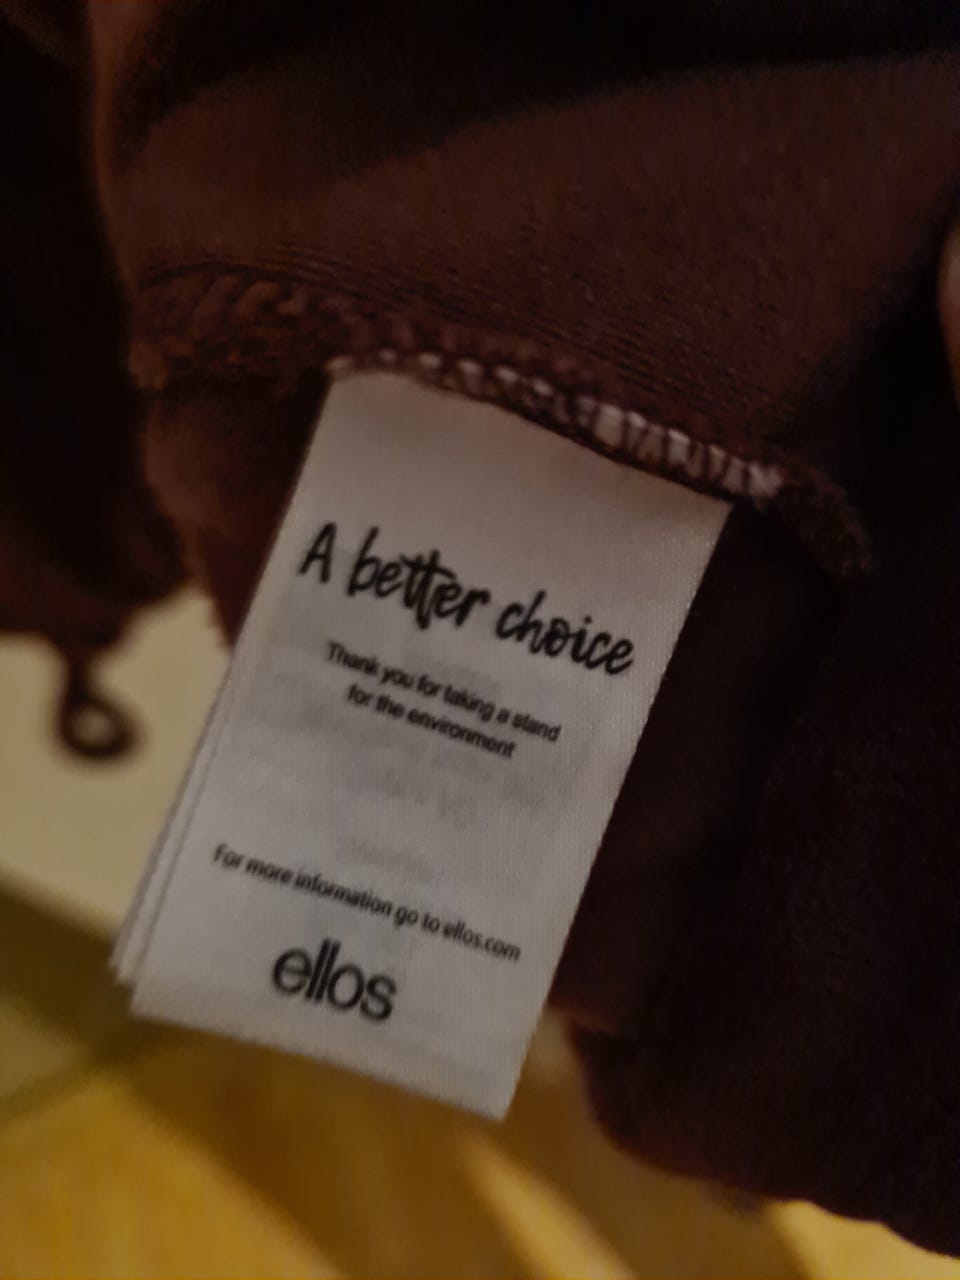 A better choice
Thank you for taking a stand
for the environment
For more information go to ellos.com
ellos